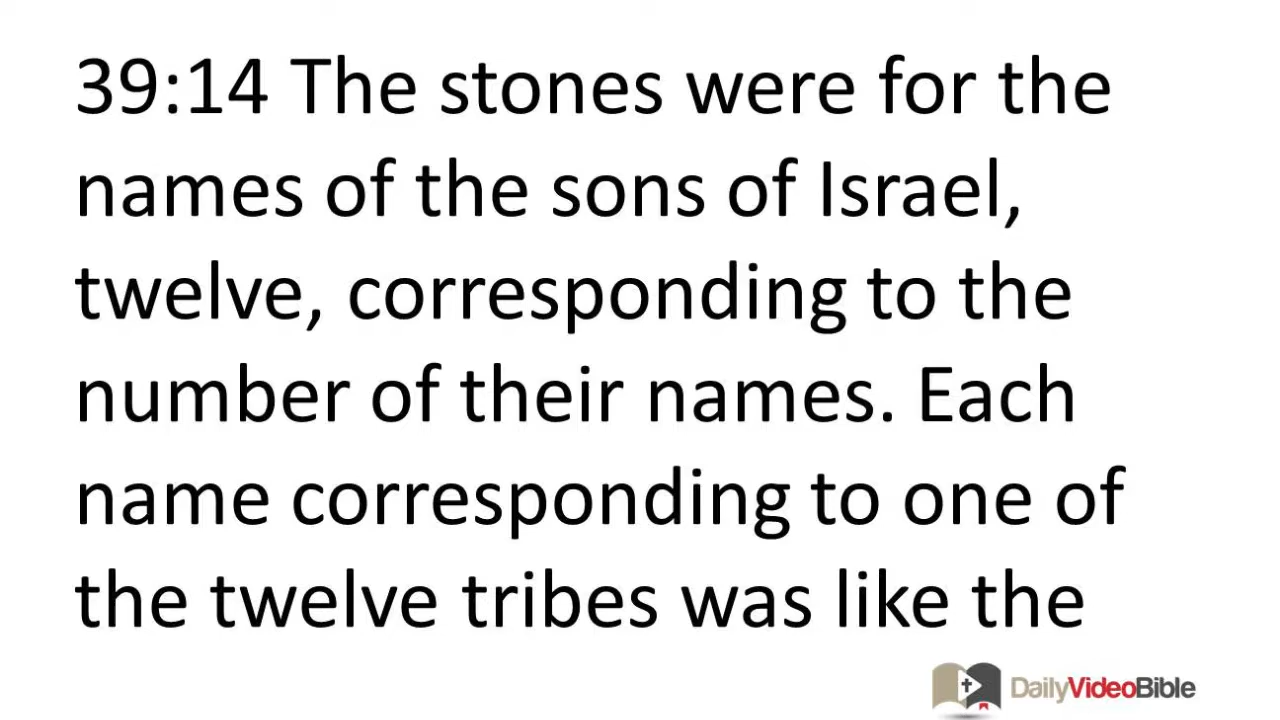 39:14 The stones were for the
names of the sons of Israel,
twelve, corresponding to the
number of their names. Each
name corresponding to one of
the twelve tribes was like the
DailyVideoBible